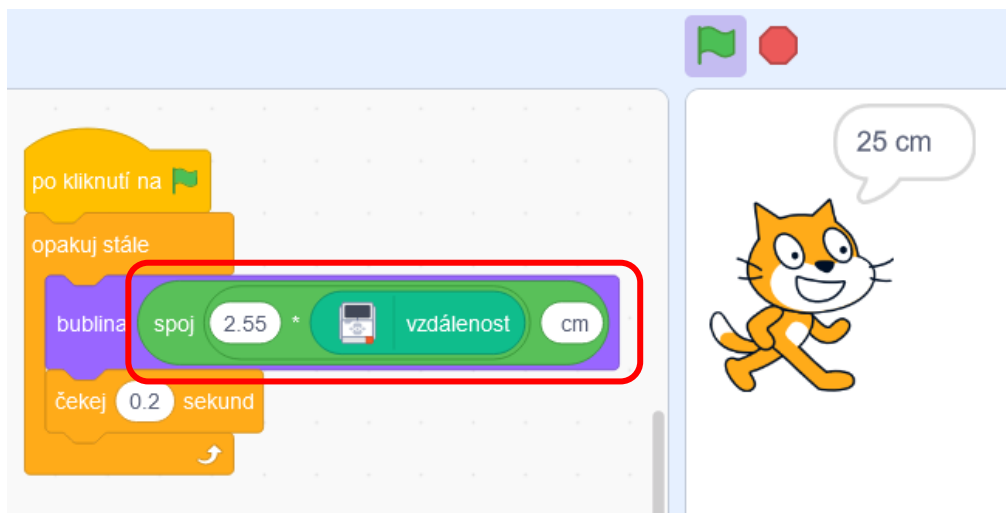 25 cm
po kliknutí na
opakuj stále
bublina spoj 2.55 * vzdálenost cm
čekej 0.2 sekund